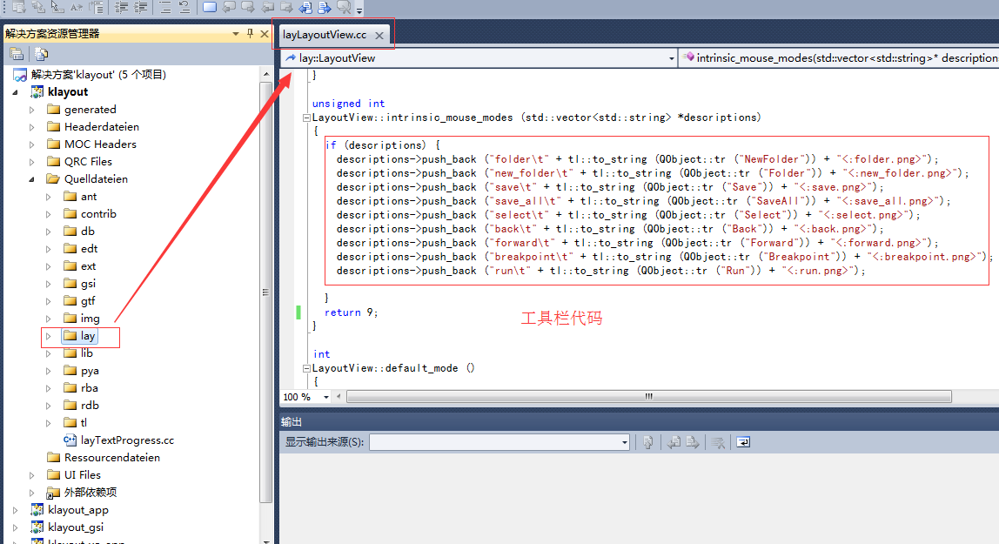 解决方案资源管理器
解决方案'klayout' (5 个项目)
klayout
generated
Headerdateien
MOC Headers
QRC Files
Quelldateien
ant
contrib
db
edt
ext
gsi
gtf
img
lay
lib
pya
rba
rdb
tl
layTextProgress.cc
Ressourcendateien
UI Files
外部依赖项
klayout_app
klayout_gsi
layLayoutView.cc
lay::LayoutView
intrinsic_mouse_modes(std::vector<std::string>* description
}
unsigned int
LayoutView::intrinsic_mouse_modes (std::vector<std::string> *descriptions)
{
if (descriptions) {
descriptions->push_back ("folder\t" + tl::to_string (QObject::tr ("NewFolder")) + "<:folder.png>");
descriptions->push_back ("new_folder\t" + tl::to_string (QObject::tr ("Folder")) + "<:new_folder.png>");
descriptions->push_back ("save\t" + tl::to_string (QObject::tr ("Save")) + "<:save.png>");
descriptions->push_back ("save_all\t" + tl::to_string (QObject::tr ("SaveAll")) + "<:save_all.png>");
descriptions->push_back ("select\t" + tl::to_string (QObject::tr ("Select")) + "<:select.png>");
descriptions->push_back ("back\t" + tl::to_string (QObject::tr ("Back")) + "<:back.png>");
descriptions->push_back ("forward\t" + tl::to_string (QObject::tr ("Forward")) + "<:forward.png>");
descriptions->push_back ("breakpoint\t" + tl::to_string (QObject::tr ("Breakpoint")) + "<:breakpoint.png>");
descriptions->push_back ("run\t" + tl::to_string (QObject::tr ("Run")) + "<:run.png>");
}
return 9;
}
工具栏代码
int
LayoutView::default_mode ()
{
100 %
输出
显示输出来源(S):